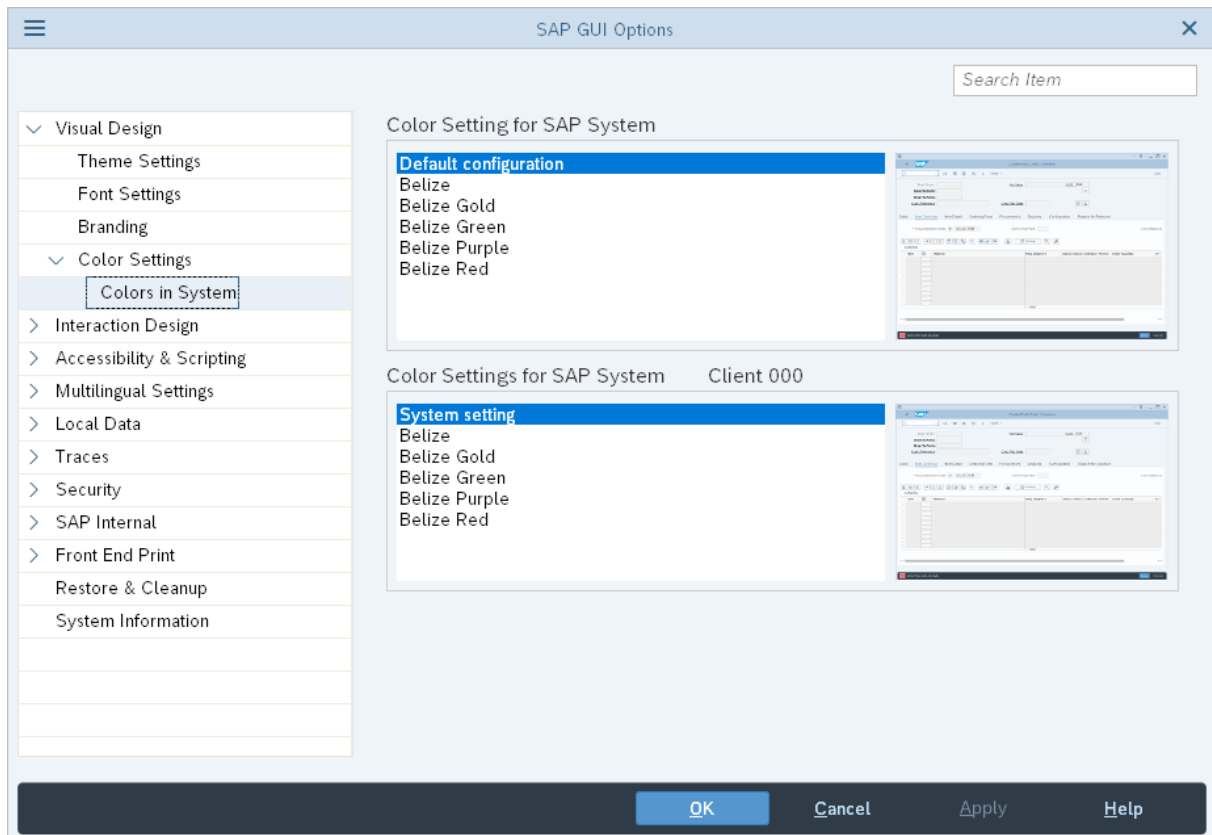 SAP GUI Options
Search Item
Visual Design
Theme Settings
Font Settings
Branding
Color Settings
Colors in System
Interaction Design
Accessibility & Scripting
Multilingual Settings
Local Data
Traces
Security
SAP Internal
Front End Print
Restore & Cleanup
System Information
Color Setting for SAP System
Default configuration
Belize
Belize Gold
Belize Green
Belize Purple
Belize Red
Color Settings for SAP System Client 000
System setting
Belize
Belize Gold
Belize Green
Belize Purple
Belize Red
OK Cancel Apply Help